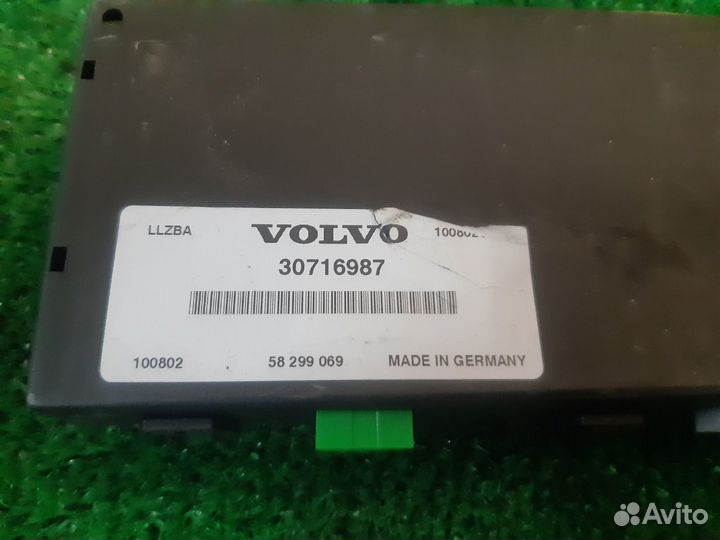 LLZBA VOLVO
30716987
100802 58 299 069 MADE IN GERMANY
Avito